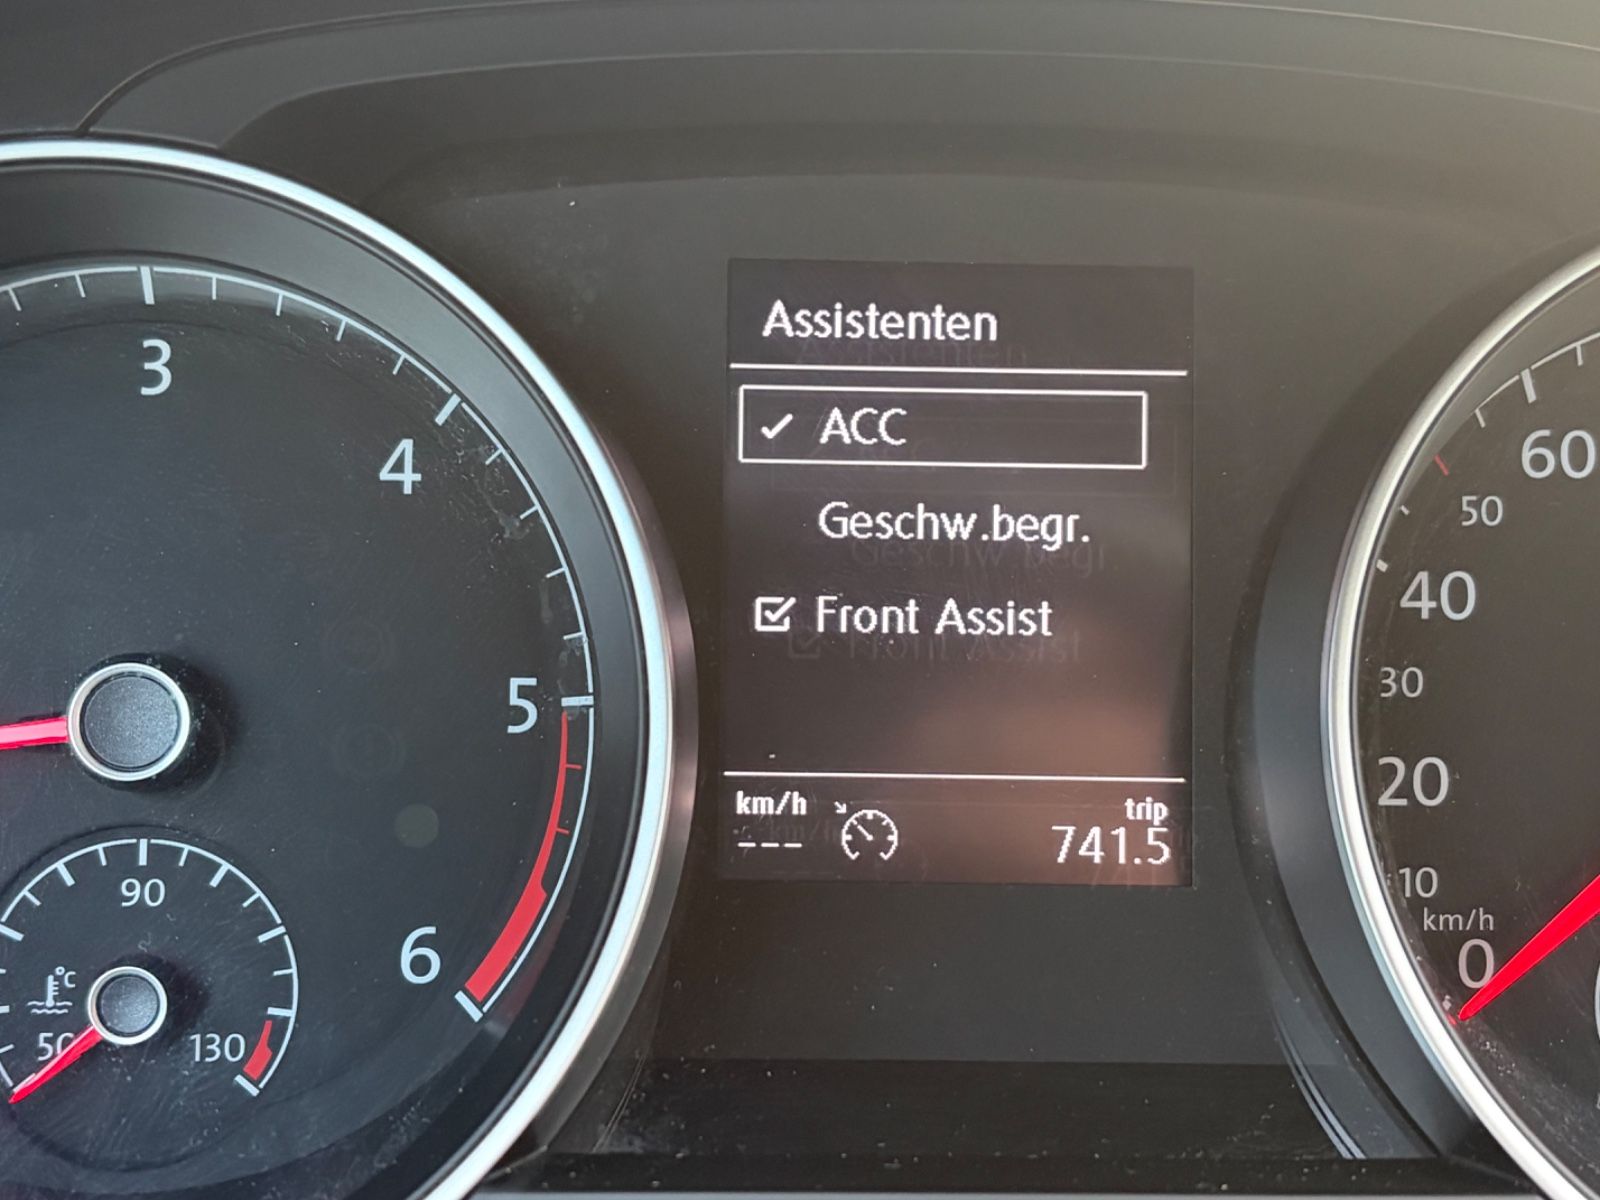 Assistenten
ACC
Geschw.begr.
Front Assist
km/h
---
trip
741.5
3
4
5
6
90
°C
50
130
60
50
40
30
20
10
km/h
0